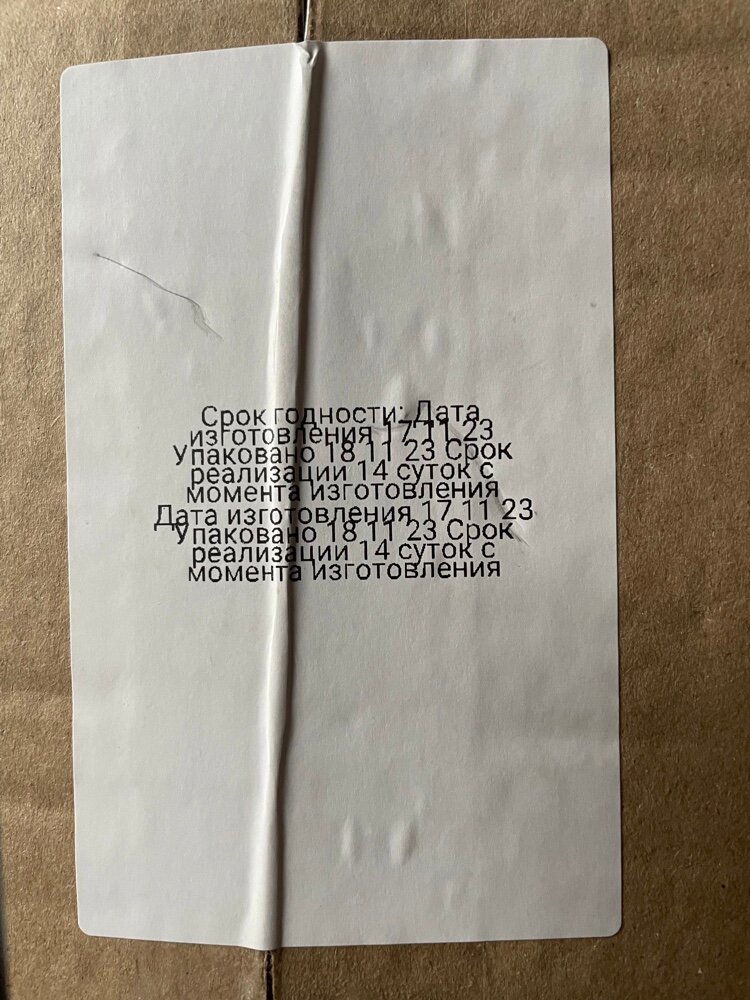 Срок годности: Дата
изготовления 17 11 23
Упаковано 18 11 23 Срок
реализации 14 суток с
момента изготовления
Дата изготовления 17 11 23
Упаковано 18 11 23 Срок
реализации 14 суток с
момента изготовления